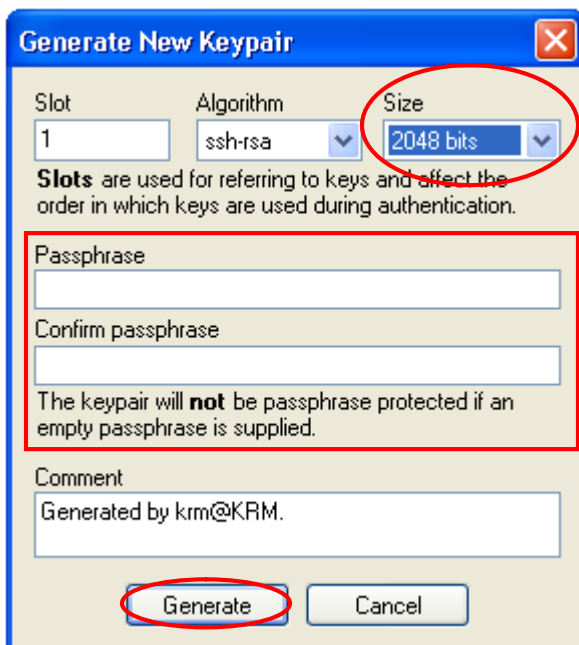 Generate New Keypair
Slot Algorithm Size
1 ssh-rsa 2048 bits
Slots are used for referring to keys and affect the
order in which keys are used during authentication.
Passphrase
Confirm passphrase
The keypair will not be passphrase protected if an
empty passphrase is supplied.
Comment
Generated by krm@KRM.
Generate Cancel